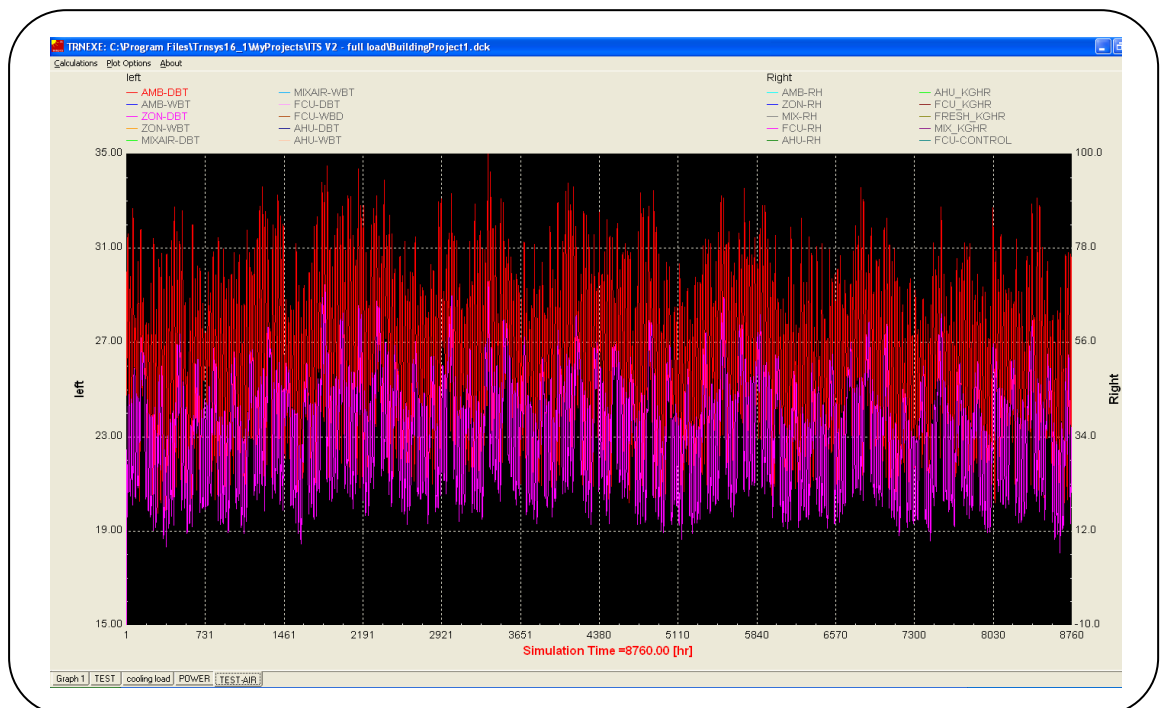 TRNEXE: C:\Program Files\Trnsys16_1\MyProjects\ITS V2 - full load\BuildingProject1.dck
Calculations Plot Options About
left Right
AMB-DBT MIXAIR-WBT AMB-RH AHU_KGHR
AMB-WBT FCU-DBT ZON-RH FCU_KGHR
ZON-DBT FCU-WBD MIX-RH FRESH_KGHR
ZON-WBT AHU-DBT FCU-RH MIX_KGHR
MIXAIR-DBT AHU-WBT AHU-RH FCU-CONTROL
35.00 100.0
31.00 78.0
27.00 56.0
left Right
23.00 34.0
19.00 12.0
15.00 -10.0
1 731 1461 2191 2921 3651 4380 5110 5840 6570 7300 8030 8760
Simulation Time =8760.00 [hr]
Graph 1 TEST cooling load POWER TEST-AIR